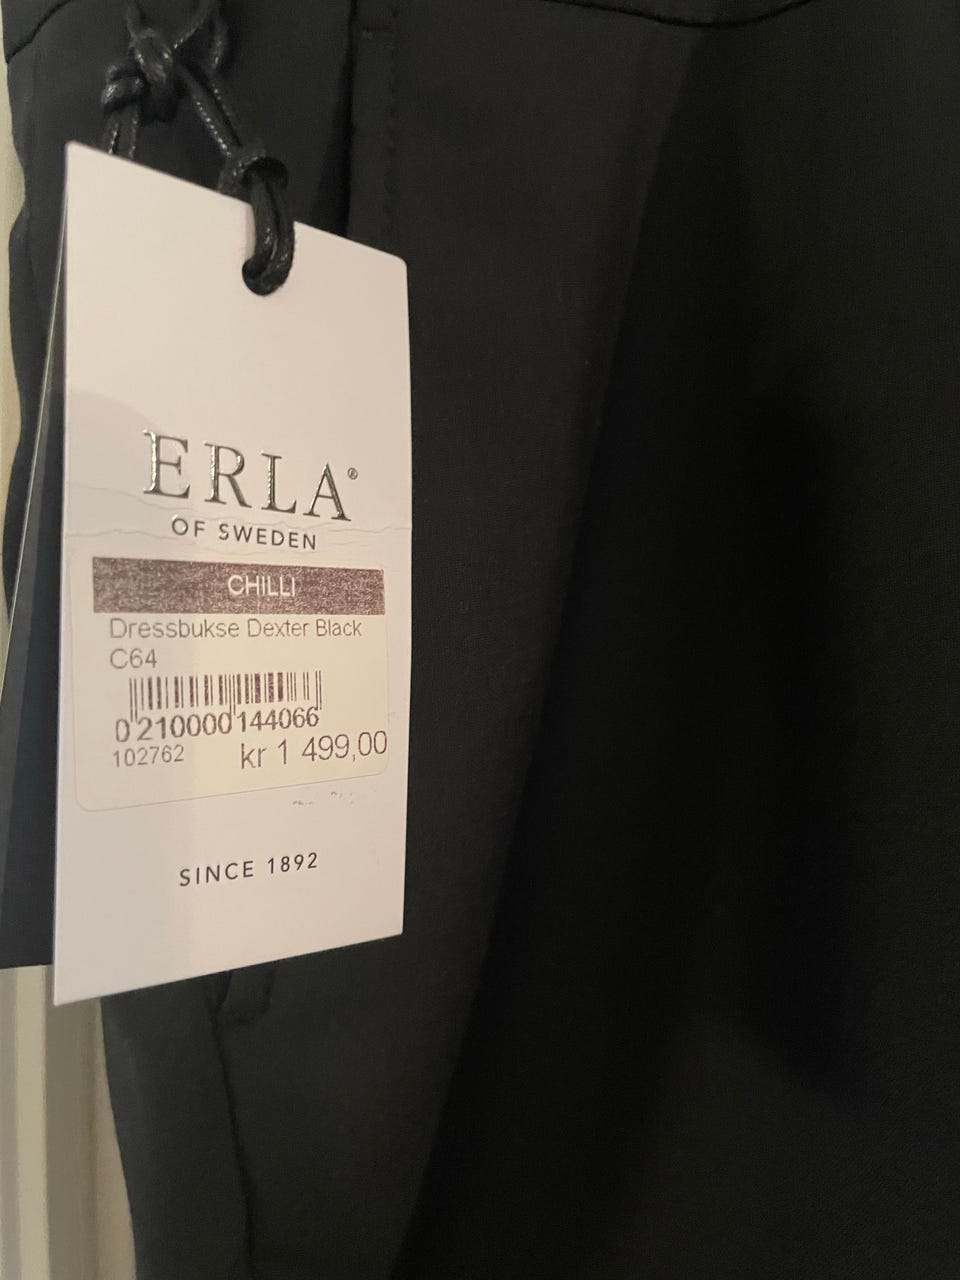 ERLA®
OF SWEDEN
CHILLI
Dressbukse Dexter Black
C64
0 210000 144066
102762 kr 1 499,00
SINCE 1892